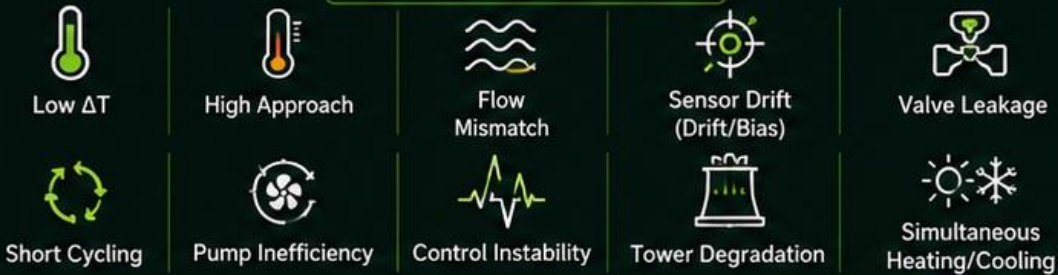 Low ΔT
High Approach
Flow
Mismatch
Sensor Drift
(Drift/Bias)
Valve Leakage
Short Cycling
Pump Inefficiency
Control Instability
Tower Degradation
Simultaneous
Heating/Cooling